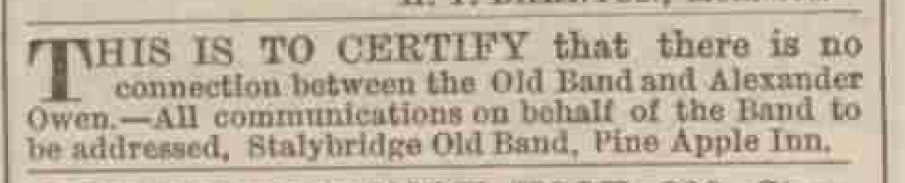 THIS IS TO CERTIFY that there is no
connection between the Old Band and Alexander
Owen.—All communications on behalf of the Band to
be addressed, Stalybridge Old Band, Pine Apple Inn.